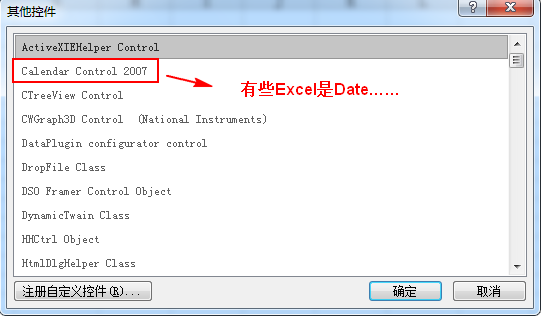 其他控件
ActiveXIEHelper Control
Calendar Control 2007
有些Excel是Date……
CTreeView Control
CWGraph3D Control (National Instruments)
DataPlugin configurator control
DropFile Class
DSO Framer Control Object
DynamicTwain Class
HHCtrl Object
HtmlDlgHelper Class
注册自定义控件(R)...
确定
取消